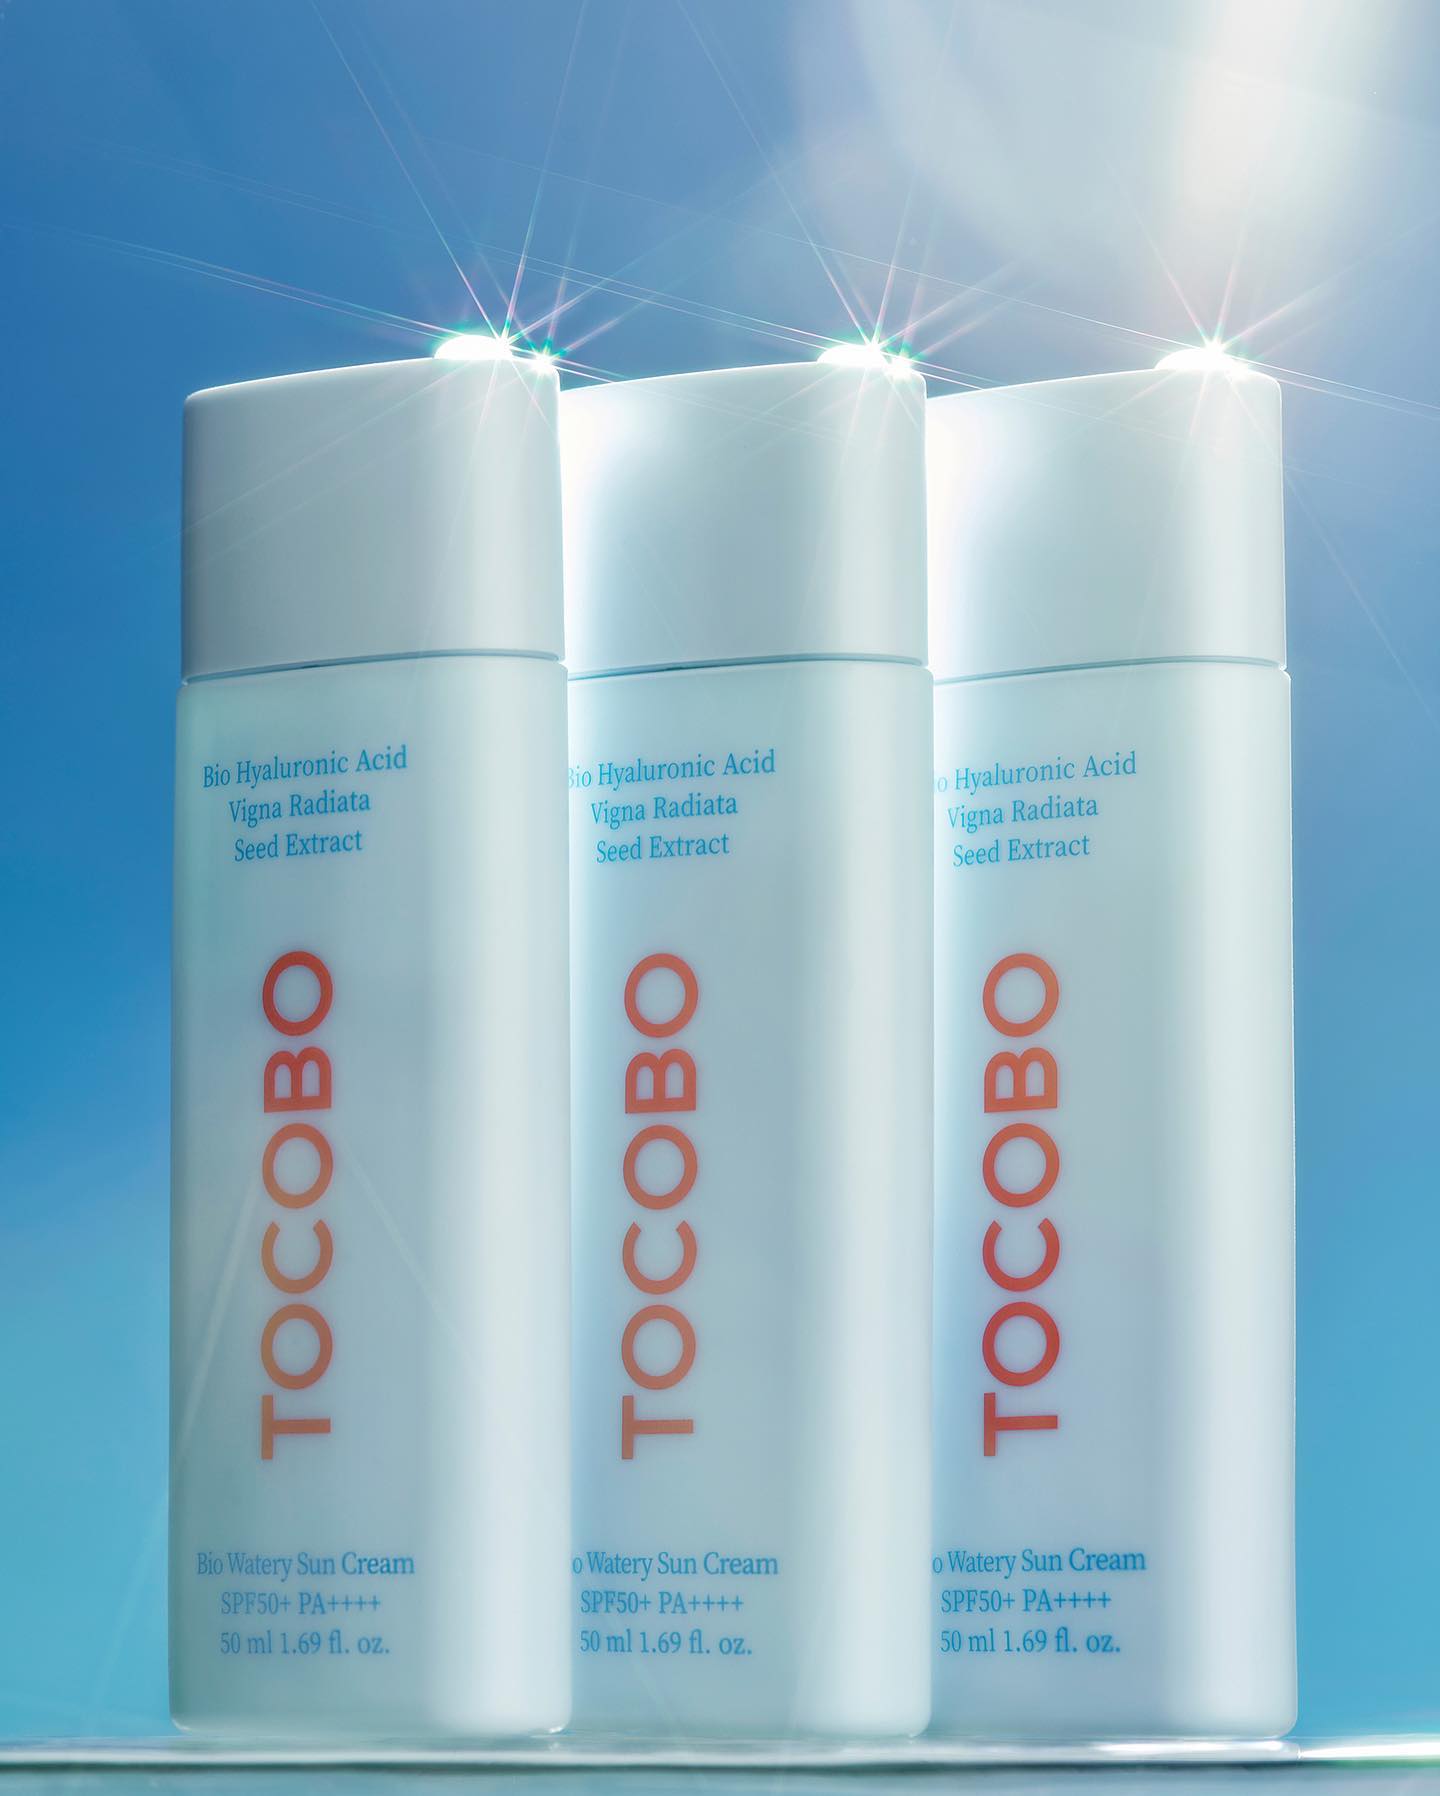 Bio Hyaluronic Acid
Vigna Radiata
Seed Extract
TOCOBO
Bio Watery Sun Cream
SPF50+ PA++++
50 ml 1.69 fl. oz.
Bio Hyaluronic Acid
Vigna Radiata
Seed Extract
TOCOBO
o Watery Sun Cream
SPF50+ PA++++
50 ml 1.69 fl. oz.
o Hyaluronic Acid
Vigna Radiata
Seed Extract
TOCOBO
o Watery Sun Cream
SPF50+ PA++++
50 ml 1.69 fl. oz.